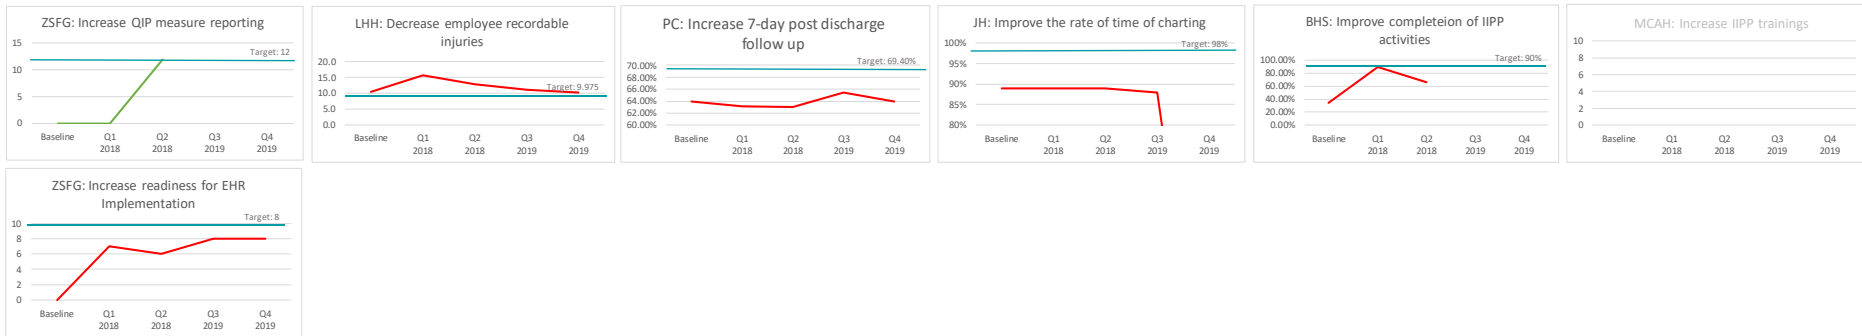 ZSFG: Increase QIP measure reporting
Target: 12
15
10
5
0
Baseline Q1 Q2 Q3 Q4
2018 2018 2019 2019
LHH: Decrease employee recordable
injuries
20.0
15.0
10.0
5.0
0.0
Target: 9.975
Baseline Q1 Q2 Q3 Q4
2018 2018 2019 2019
PC: Increase 7-day post discharge
follow up
Target: 69.40%
70.00%
68.00%
66.00%
64.00%
62.00%
60.00%
Baseline Q1 Q2 Q3 Q4
2018 2018 2019 2019
JH: Improve the rate of time of charting
100%
Target: 98%
95%
90%
85%
80%
Baseline Q1 Q2 Q3 Q4
2018 2018 2019 2019
BHS: Improve completeion of IIPP
activities
Target: 90%
100.00%
80.00%
60.00%
40.00%
20.00%
0.00%
Baseline Q1 Q2 Q3 Q4
2018 2018 2019 2019
MCAH: Increase IIPP trainings
10
8
6
4
2
0
Baseline Q1 Q2 Q3 Q4
2018 2018 2019 2019
ZSFG: Increase readiness for EHR
Implementation
Target: 8
10
8
6
4
2
0
Baseline Q1 Q2 Q3 Q4
2018 2018 2019 2019